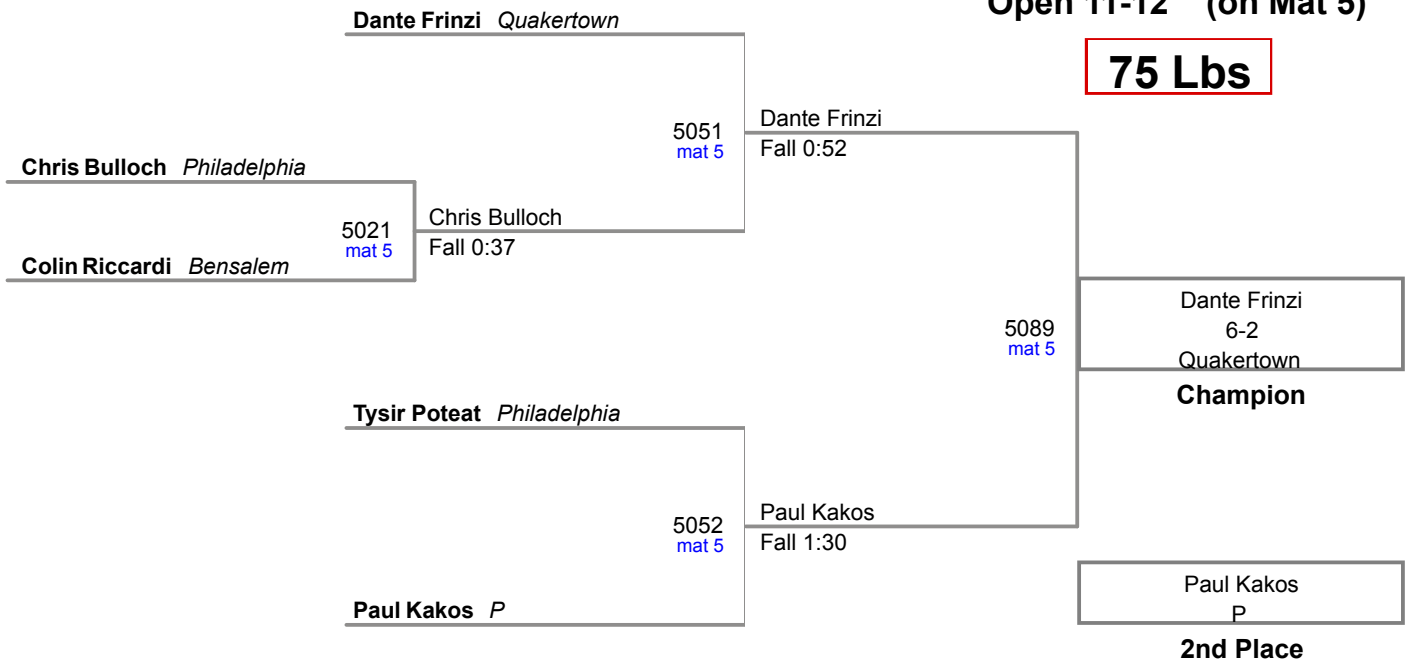 Open 11-12 (on Mat 5)
75 Lbs
Dante Frinzi Quakertown
5051
mat 5
Dante Frinzi
Fall 0:52
Chris Bulloch Philadelphia
5021
mat 5
Chris Bulloch
Fall 0:37
Colin Riccardi Bensalem
5089
mat 5
Dante Frinzi
6-2
Quakertown
Champion
Tysir Poteat Philadelphia
5052
mat 5
Paul Kakos
Fall 1:30
Paul Kakos P
Paul Kakos
P
2nd Place